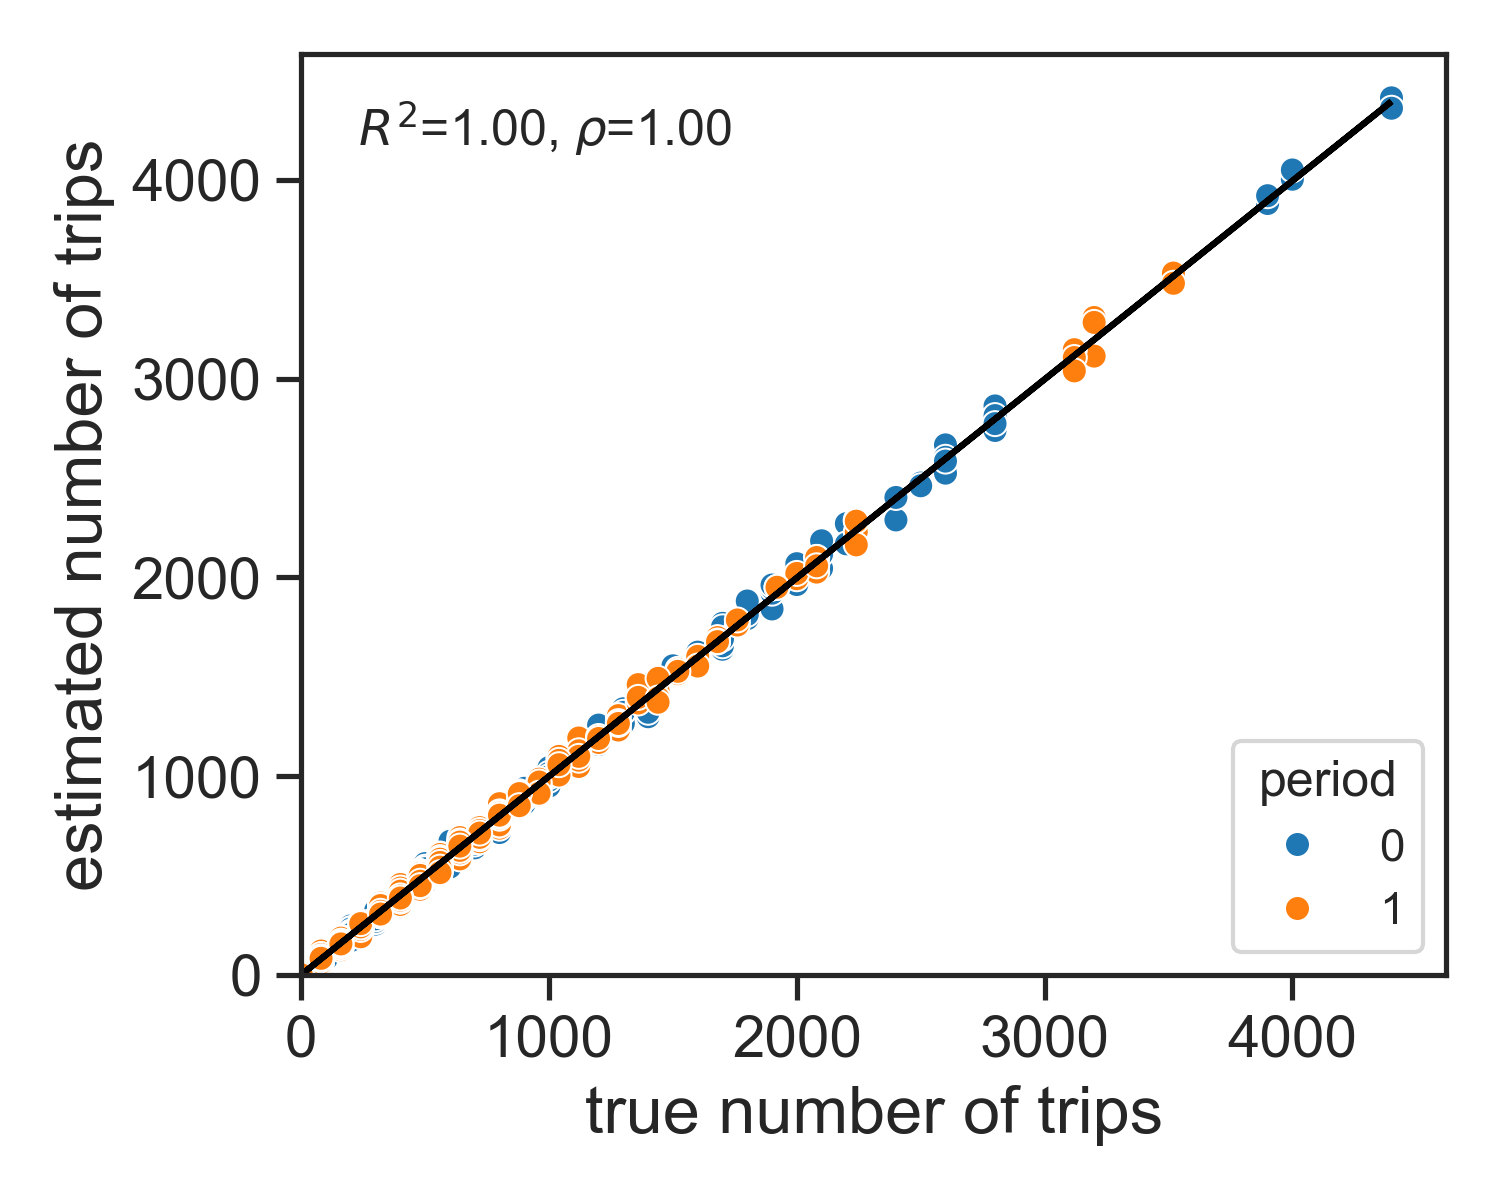 R²=1.00, ρ=1.00
estimated number of trips
4000
3000
2000
1000
0
0 1000 2000 3000 4000
true number of trips
period
0
1